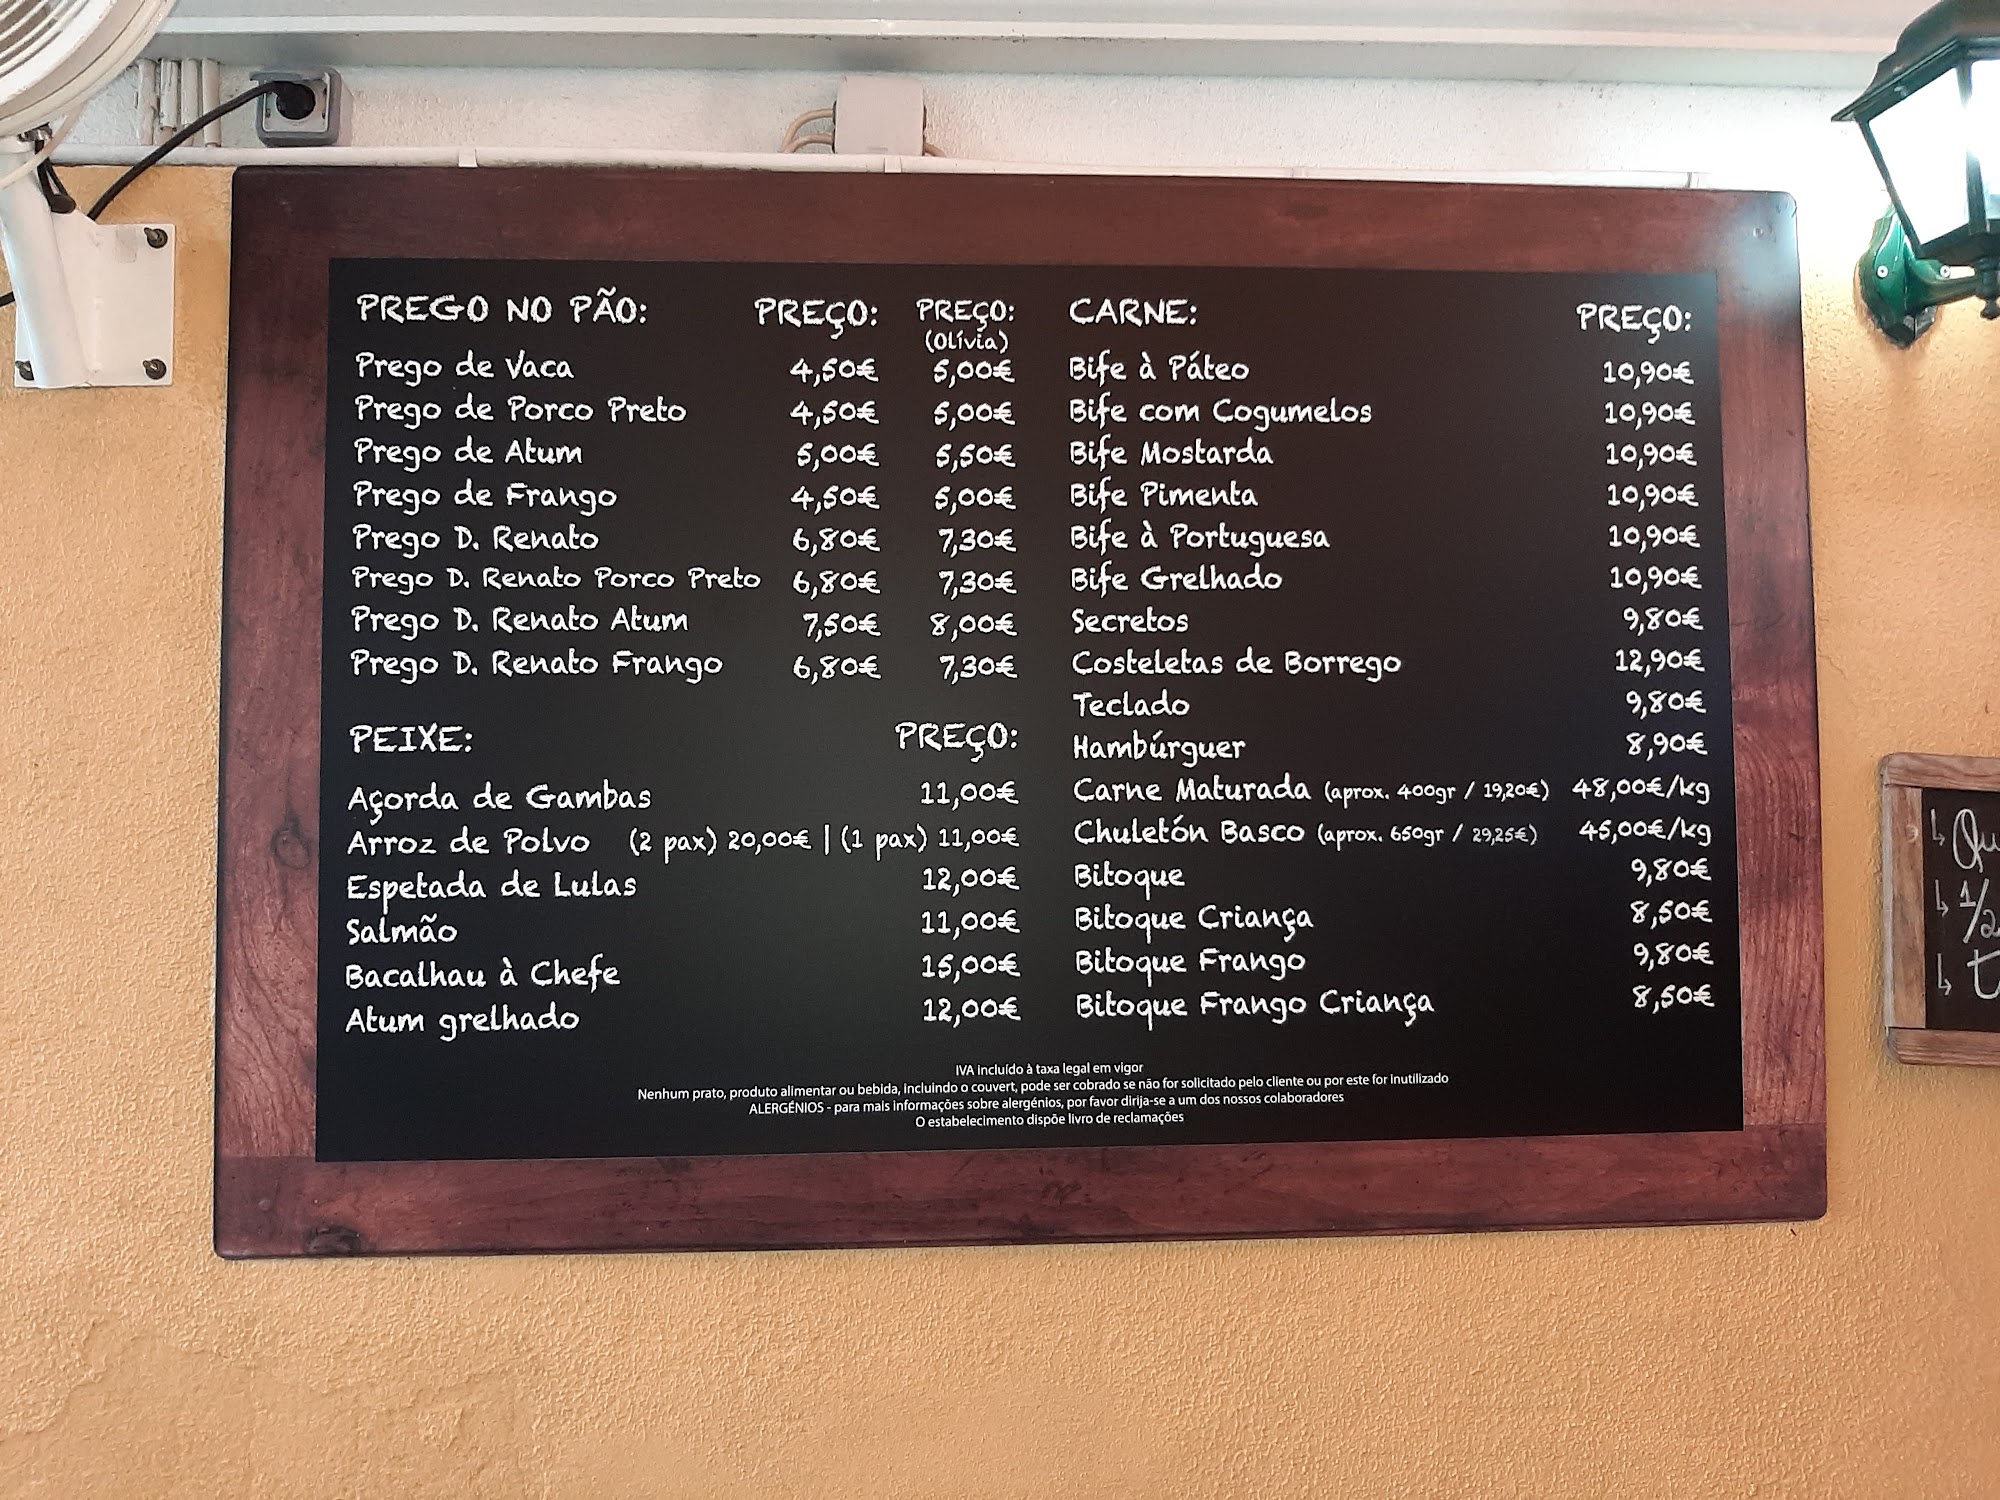 PREGO NO PÃO: PREÇO: PREÇO: (Olívia)
Prego de Vaca 4,50€ 5,00€
Prego de Porco Preto 4,50€ 5,00€
Prego de Atum 5,00€ 5,50€
Prego de Frango 4,50€ 5,00€
Prego D. Renato 6,80€ 7,30€
Prego D. Renato Porco Preto 6,80€ 7,30€
Prego D. Renato Atum 7,50€ 8,00€
Prego D. Renato Frango 6,80€ 7,30€
PEIXE: PREÇO:
Açorda de Gambas 11,00€
Arroz de Polvo (2 pax) 20,00€ | (1 pax) 11,00€
Espetada de Lulas 12,00€
Salmão 11,00€
Bacalhau à Chefe 15,00€
Atum grelhado 12,00€
CARNE: PREÇO:
Bife à Páteo 10,90€
Bife com Cogumelos 10,90€
Bife Mostarda 10,90€
Bife Pimenta 10,90€
Bife à Portuguesa 10,90€
Bife Grelhado 10,90€
Secretos 9,80€
Costeletas de Borrego 12,90€
Teclado 9,80€
Hambúrguer 8,90€
Carne Maturada (aprox. 400gr / 19,20€) 48,00€/kg
Chuletón Basco (aprox. 650gr / 29,25€) 45,00€/kg
Bitoque 9,80€
Bitoque Criança 8,50€
Bitoque Frango 9,80€
Bitoque Frango Criança 8,50€
IVA incluído à taxa legal em vigor
Nenhum prato, produto alimentar ou bebida, incluindo o couvert, pode ser cobrado se não for solicitado pelo cliente ou por este for inutilizado
ALERGÉNIOS - para mais informações sobre alergénios, por favor dirija-se a um dos nossos colaboradores
O estabelecimento dispõe livro de reclamações
↳ Qu
↳ 1/2
↳